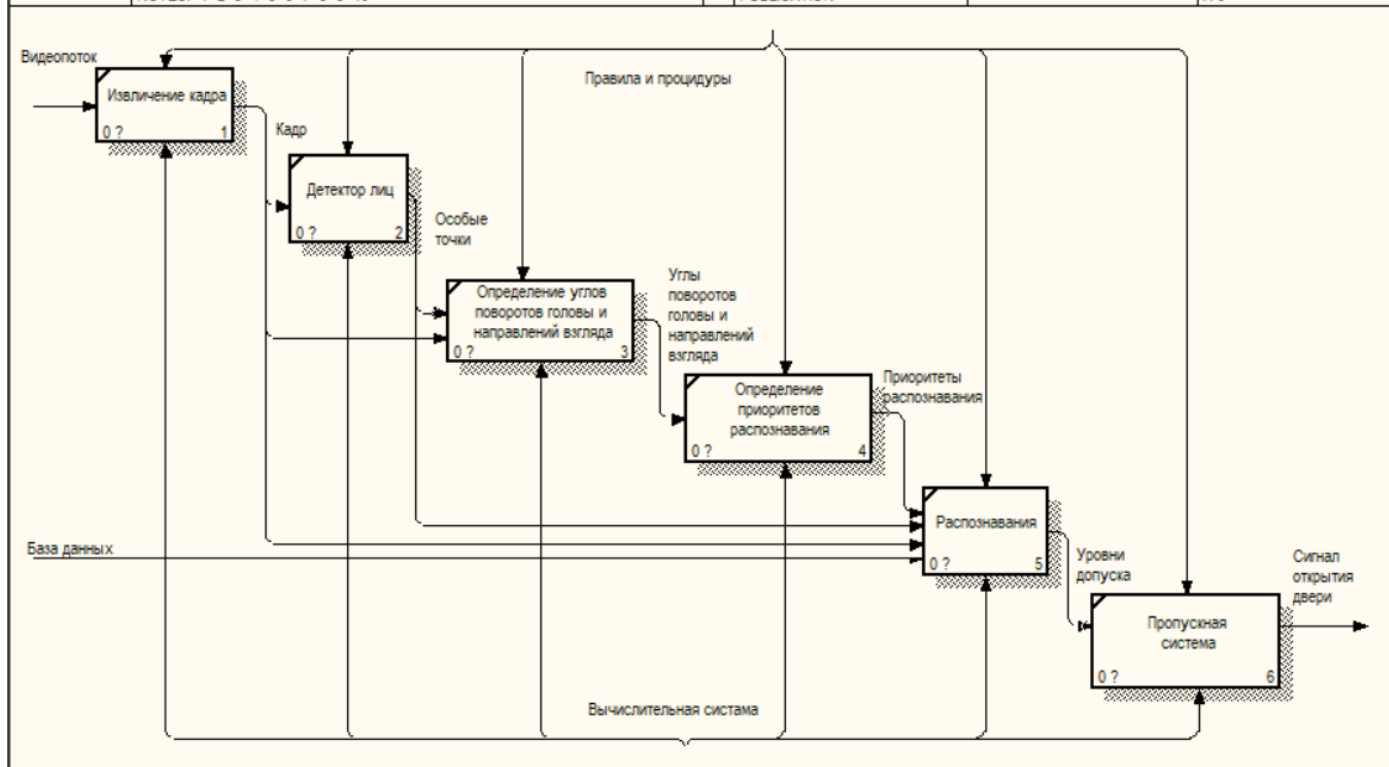 Видеопоток
Правила и процидуры
Извличение кадра
0 ?
1
Кадр
Детектор лиц
0 ?
2
Особые
точки
Определение углов
поворотов головы и
направлений взгляда
0 ?
3
Углы
поворотов
головы и
направлений
взгляда
Определение
приоритетов
распознавания
0 ?
4
Приоритеты
распознавания
База данных
Распознавания
0 ?
5
Уровни
допуска
Пропускная
система
0 ?
6
Сигнал
открытия
двери
Вычислительная систама